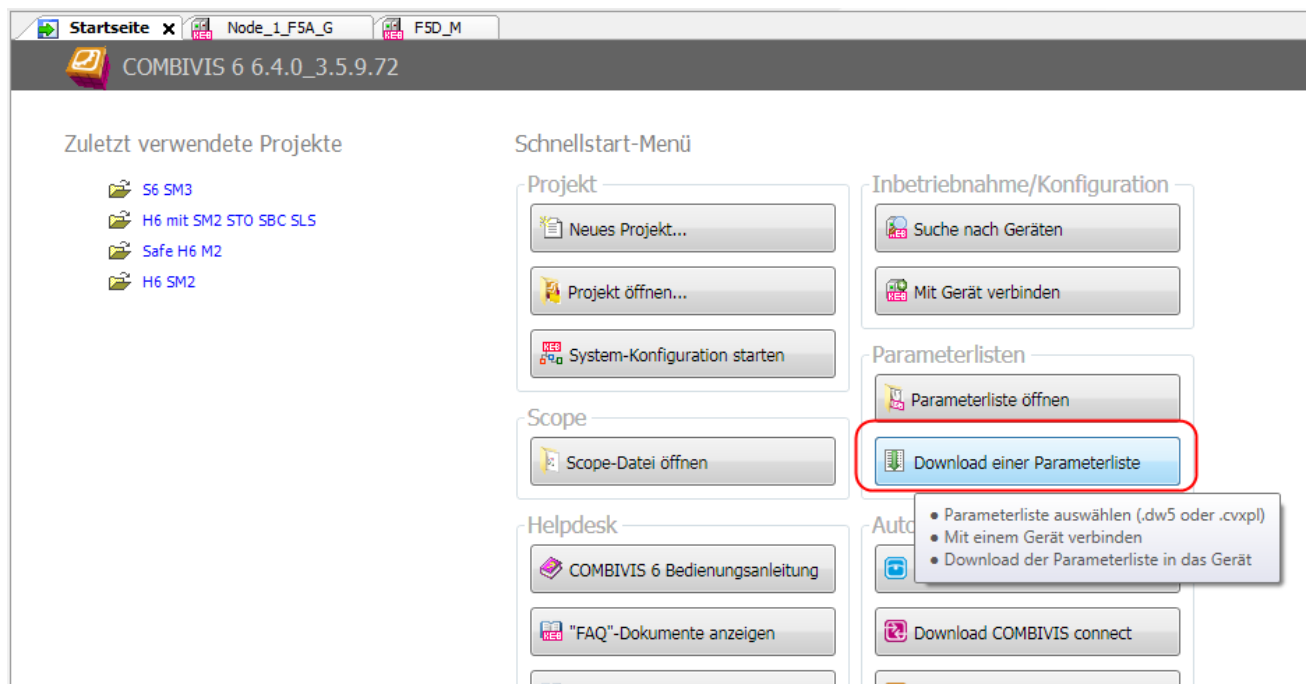 Startseite
Node_1_F5A_G
F5D_M
COMBIVIS 6 6.4.0_3.5.9.72
Zuletzt verwendete Projekte
S6 SM3
H6 mit SM2 STO SBC SLS
Safe H6 M2
H6 SM2
Schnellstart-Menü
Projekt
Neues Projekt...
Projekt öffnen...
System-Konfiguration starten
Scope
Scope-Datei öffnen
Helpdesk
COMBIVIS 6 Bedienungsanleitung
"FAQ"-Dokumente anzeigen
Inbetriebnahme/Konfiguration
Suche nach Geräten
Mit Gerät verbinden
Parameterlisten
Parameterliste öffnen
Download einer Parameterliste
• Parameterliste auswählen (.dw5 oder .cvxpl)
• Mit einem Gerät verbinden
• Download der Parameterliste in das Gerät
Download COMBIVIS connect